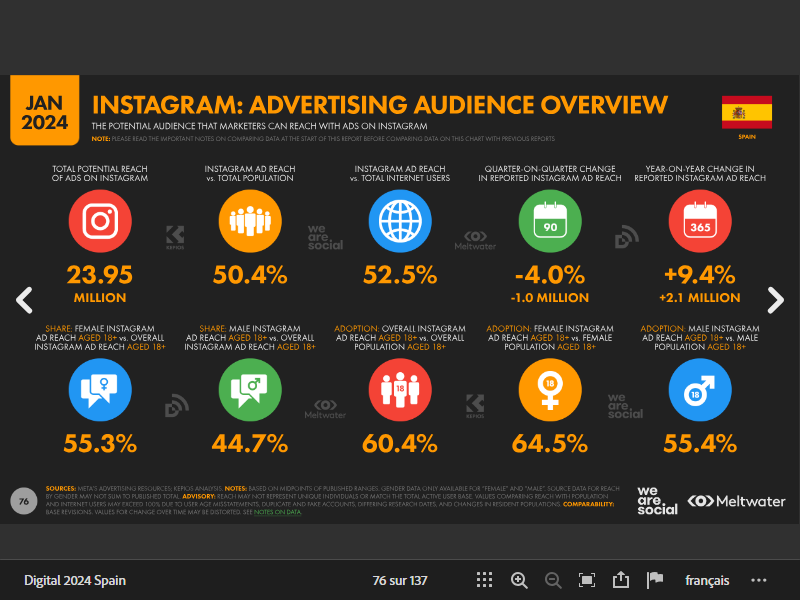 JAN
2024
INSTAGRAM: ADVERTISING AUDIENCE OVERVIEW
THE POTENTIAL AUDIENCE THAT MARKETERS CAN REACH WITH ADS ON INSTAGRAM
NOTE: PLEASE READ THE IMPORTANT NOTES ON COMPARING DATA AT THE START OF THIS REPORT BEFORE COMPARING DATA ON THIS CHART WITH PREVIOUS REPORTS
SPAIN
TOTAL POTENTIAL REACH
OF ADS ON INSTAGRAM
23.95
MILLION
INSTAGRAM AD REACH
vs. TOTAL POPULATION
50.4%
INSTAGRAM AD REACH
vs. TOTAL INTERNET USERS
52.5%
QUARTER-ON-QUARTER CHANGE
IN REPORTED INSTAGRAM AD REACH
90
-4.0%
-1.0 MILLION
YEAR-ON-YEAR CHANGE IN
REPORTED INSTAGRAM AD REACH
365
+9.4%
+2.1 MILLION
KEPIOS
we
are.
social
Meltwater
SHARE: FEMALE INSTAGRAM
AD REACH AGED 18+ vs. OVERALL
INSTAGRAM AD REACH AGED 18+
55.3%
SHARE: MALE INSTAGRAM
AD REACH AGED 18+ vs. OVERALL
INSTAGRAM AD REACH AGED 18+
44.7%
ADOPTION: OVERALL INSTAGRAM
AD REACH AGED 18+ vs. OVERALL
POPULATION AGED 18+
18
60.4%
ADOPTION: FEMALE INSTAGRAM
AD REACH AGED 18+ vs. FEMALE
POPULATION AGED 18+
18
64.5%
ADOPTION: MALE INSTAGRAM
AD REACH AGED 18+ vs. MALE
POPULATION AGED 18+
18
55.4%
Meltwater
KEPIOS
we
are.
social
76
SOURCES: META'S ADVERTISING RESOURCES; KEPIOS ANALYSIS. NOTES: BASED ON MIDPOINTS OF PUBLISHED RANGES. GENDER DATA ONLY AVAILABLE FOR "FEMALE" AND "MALE". SOURCE DATA FOR REACH
BY GENDER MAY NOT SUM TO PUBLISHED TOTAL. ADVISORY: REACH MAY NOT REPRESENT UNIQUE INDIVIDUALS OR MATCH THE TOTAL ACTIVE USER BASE. VALUES COMPARING REACH WITH POPULATION
AND INTERNET USERS MAY EXCEED 100% DUE TO USER AGE MISSTATEMENTS, DUPLICATE AND FAKE ACCOUNTS, DIFFERING RESEARCH DATES, AND CHANGES IN RESIDENT POPULATIONS. COMPARABILITY:
BASE REVISIONS. VALUES FOR CHANGE OVER TIME MAY BE DISTORTED. SEE NOTES ON DATA.
we
are.
social
Meltwater
Digital 2024 Spain
76 sur 137
français